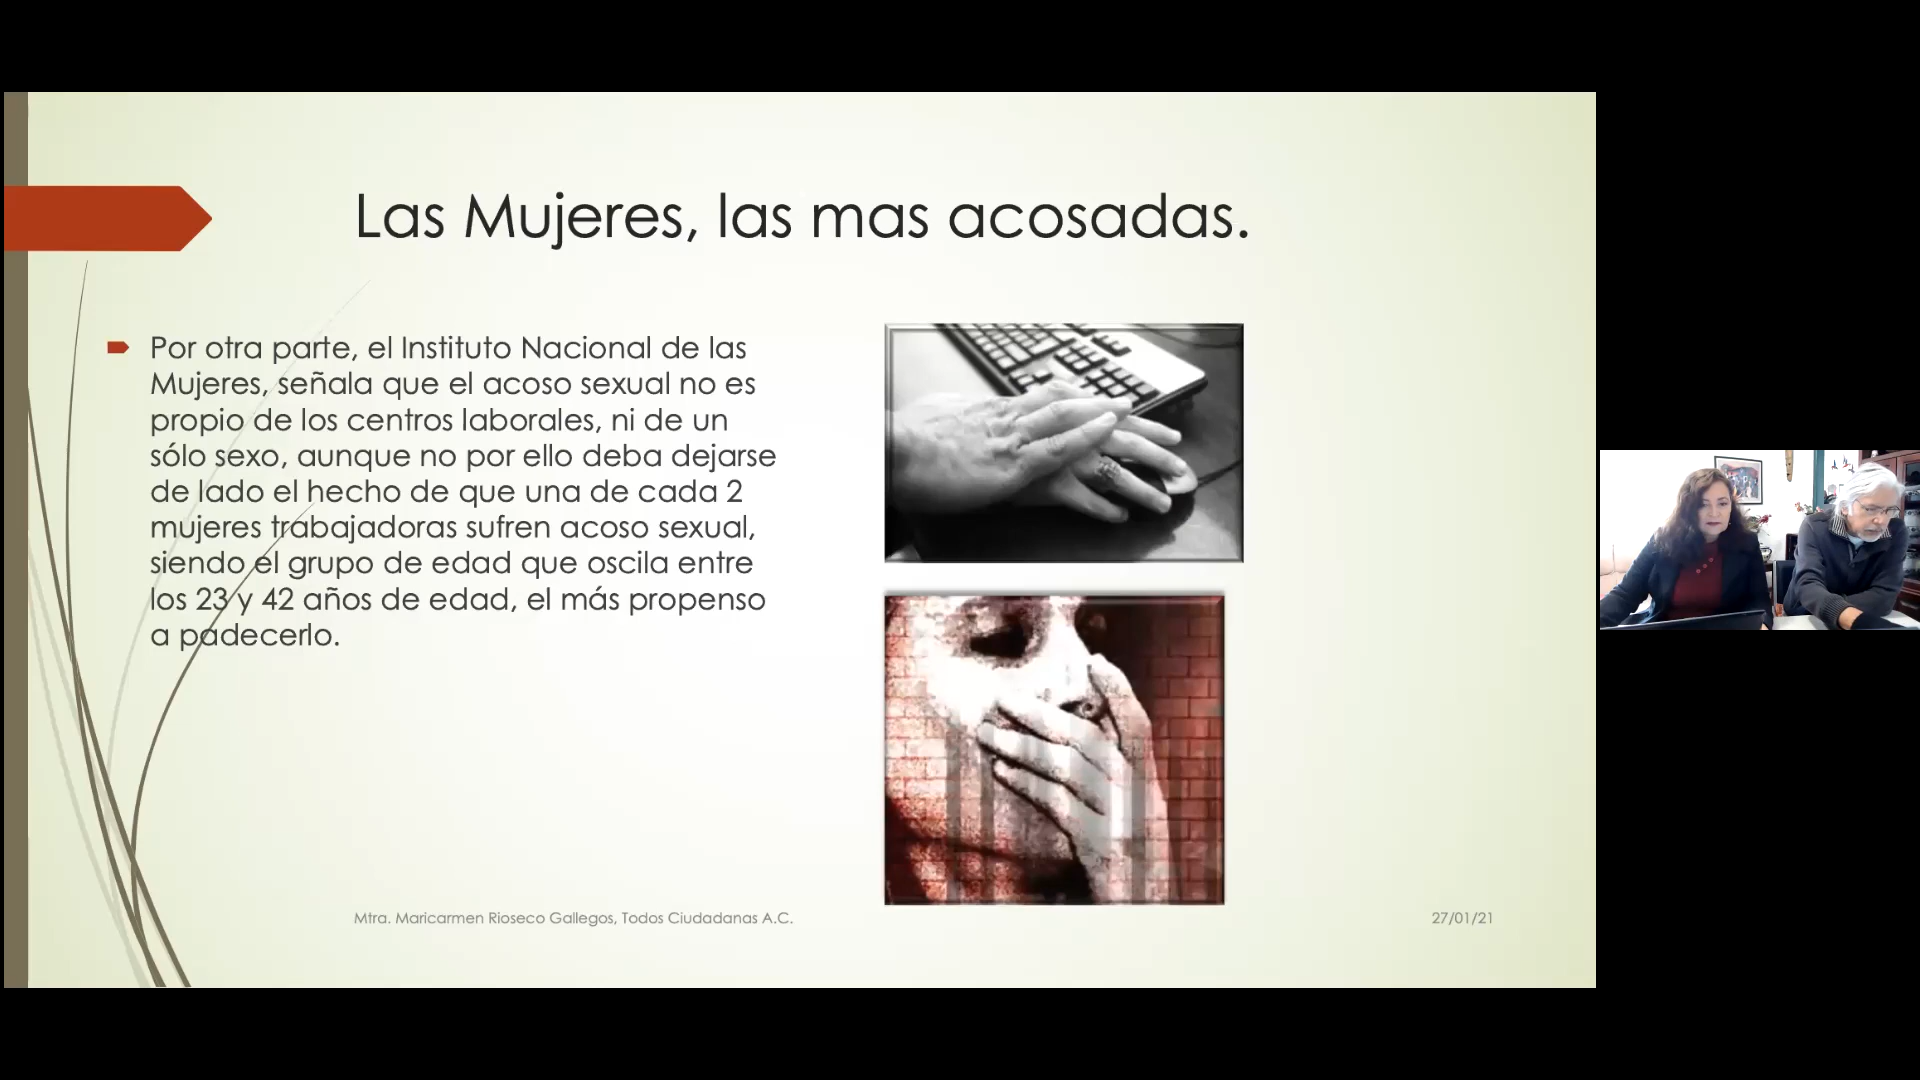 Las Mujeres, las mas acosadas.
Por otra parte, el Instituto Nacional de las
Mujeres, señala que el acoso sexual no es
propio de los centros laborales, ni de un
sólo sexo, aunque no por ello deba dejarse
de lado el hecho de que una de cada 2
mujeres trabajadoras sufren acoso sexual,
siendo el grupo de edad que oscila entre
los 23 y 42 años de edad, el más propenso
a padecerlo.
Mtra. Maricarmen Rioseco Gallegos, Todos Ciudadanas A.C.
27/01/21